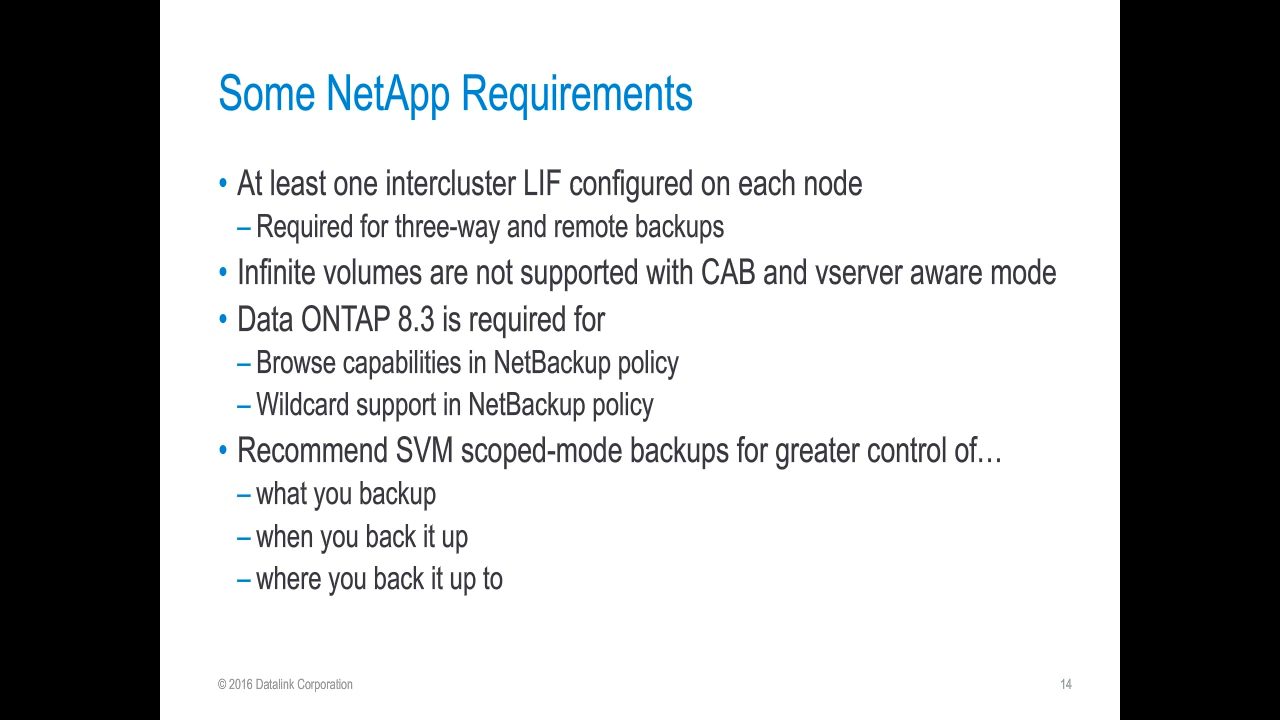 Some NetApp Requirements
• At least one intercluster LIF configured on each node
– Required for three-way and remote backups
• Infinite volumes are not supported with CAB and vserver aware mode
• Data ONTAP 8.3 is required for
– Browse capabilities in NetBackup policy
– Wildcard support in NetBackup policy
• Recommend SVM scoped-mode backups for greater control of…
– what you backup
– when you back it up
– where you back it up to
© 2016 Datalink Corporation
14